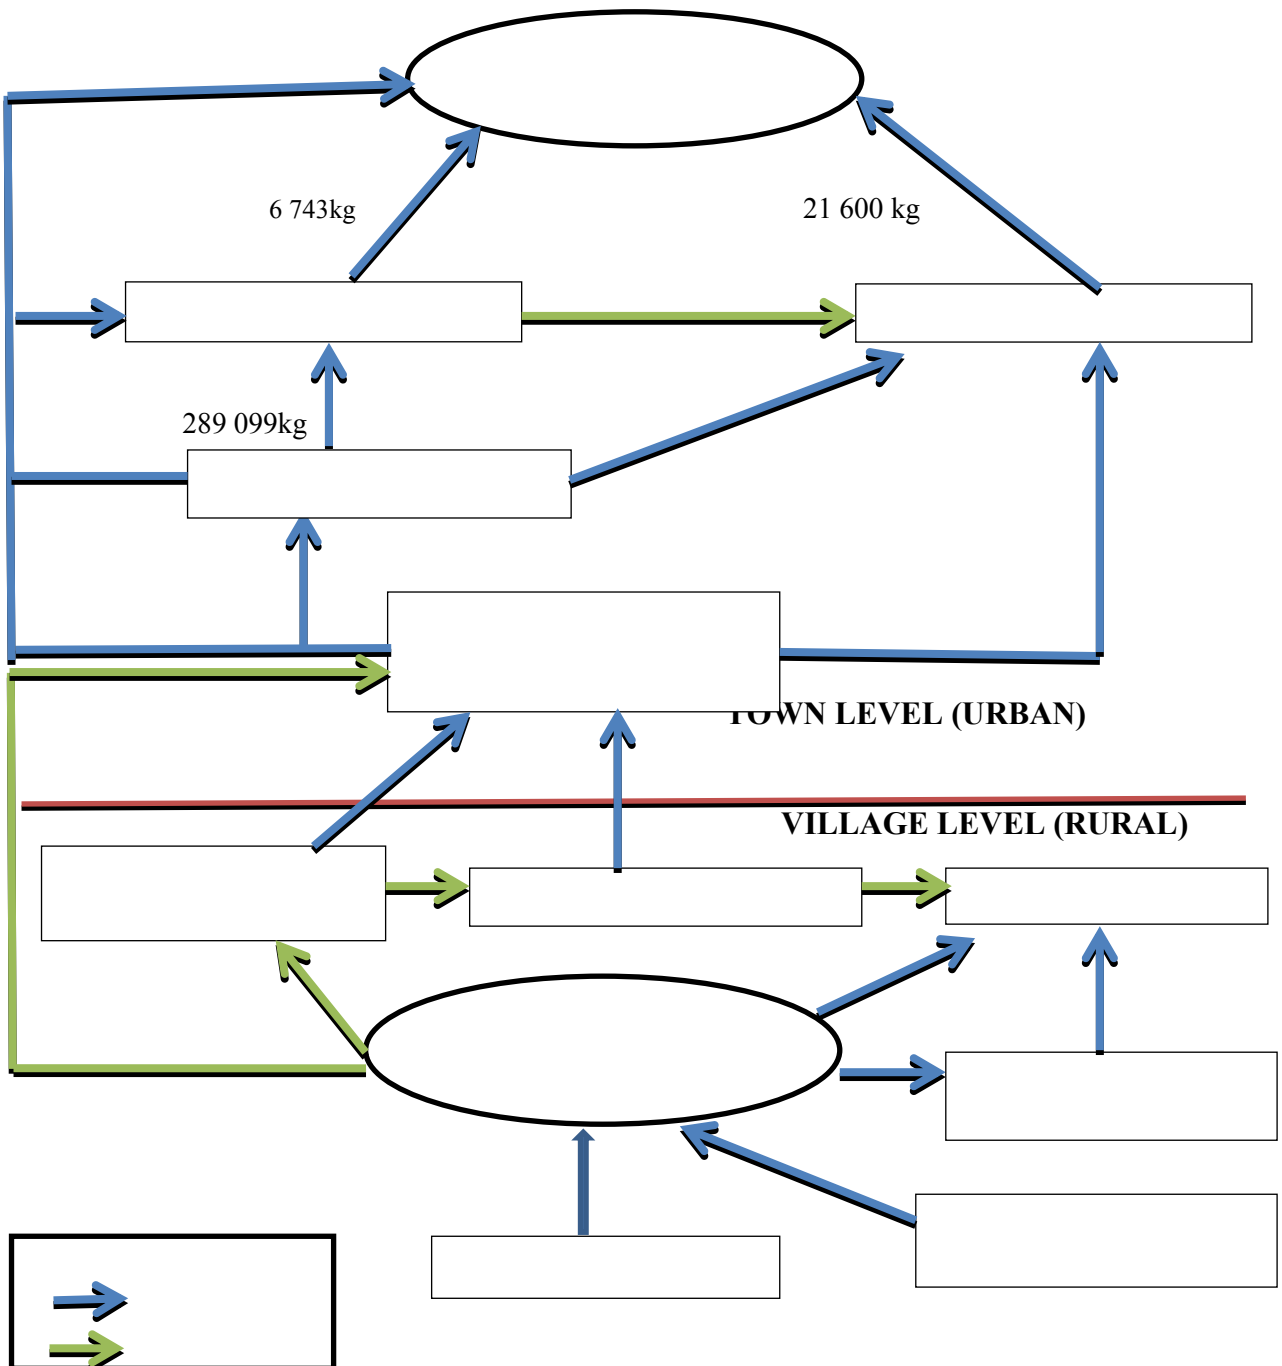 6 743kg
21 600 kg
289 099kg
TOWN LEVEL (URBAN)
VILLAGE LEVEL (RURAL)